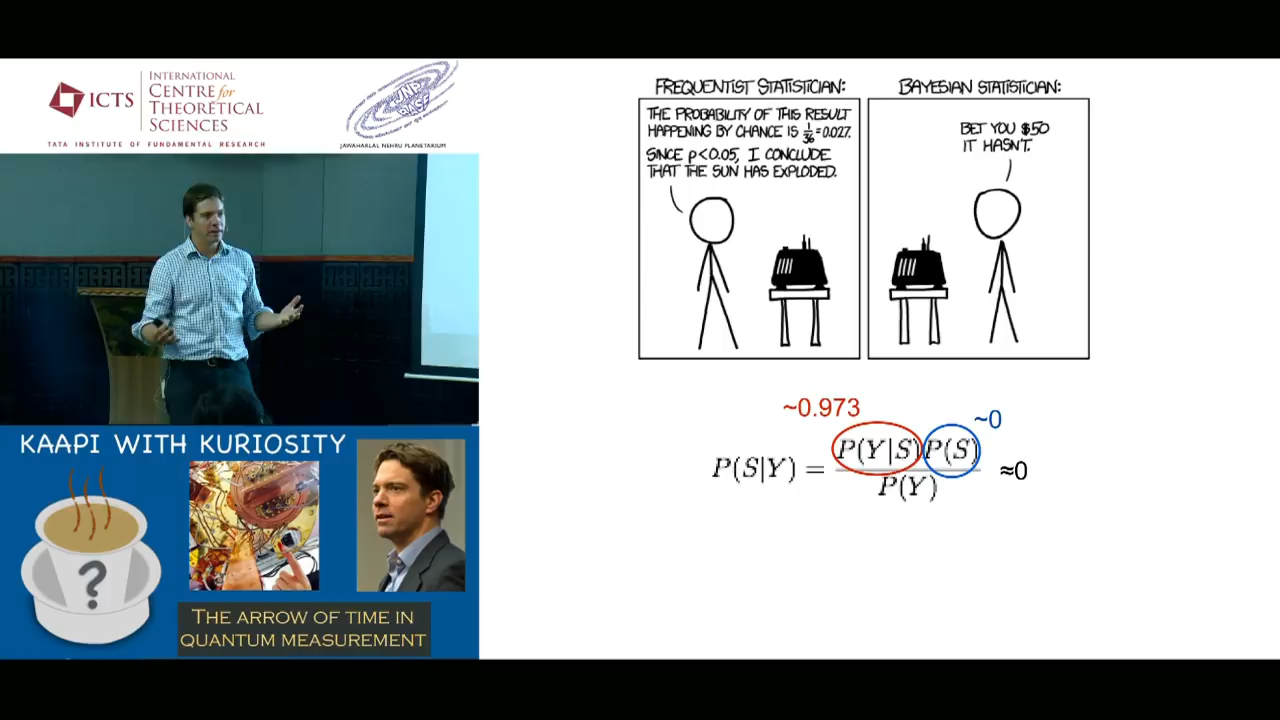 ICTS
INTERNATIONAL
CENTRE for
THEORETICAL
SCIENCES
TATA INSTITUTE OF FUNDAMENTAL RESEARCH
JNP
BASF
JAWAHARLAL NEHRU PLANETARIUM
FREQUENTIST STATISTICIAN:
THE PROBABILITY OF THIS RESULT
HAPPENING BY CHANCE IS 1/36 = 0.027.
SINCE p < 0.05, I CONCLUDE
THAT THE SUN HAS EXPLODED.
BAYESIAN STATISTICIAN:
BET YOU $50
IT HASN'T.
~0.973
~0
P(S|Y) = P(Y|S)P(S) / P(Y) ≈0
KAAPI WITH KURIOSITY
?
THE ARROW OF TIME IN
QUANTUM MEASUREMENT